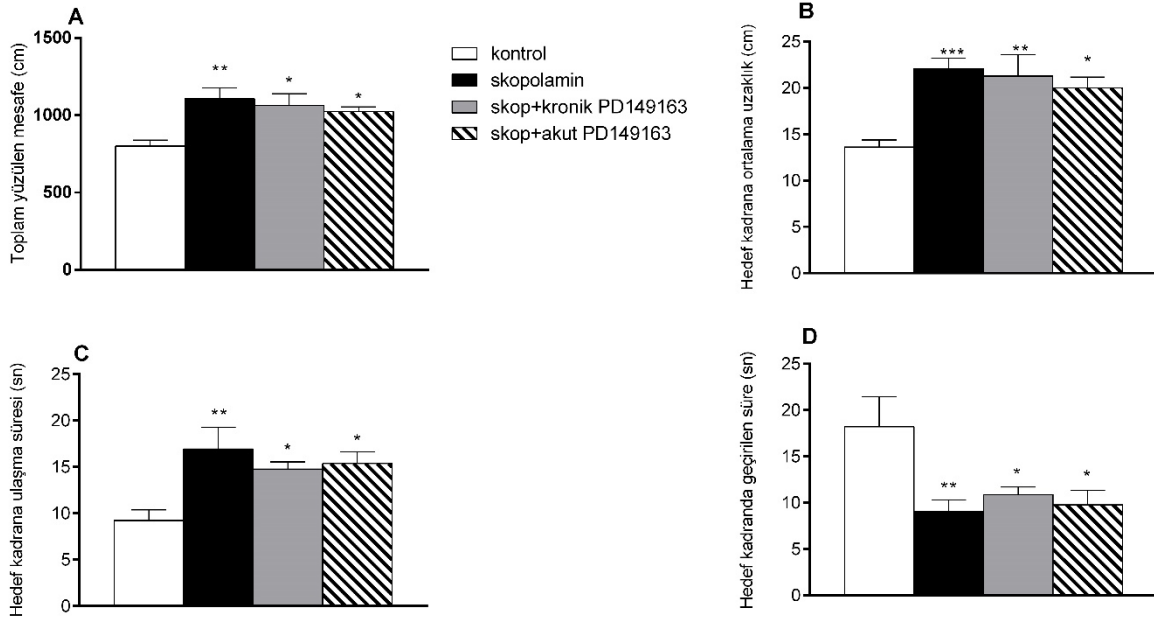 A
Toplam yüzülen mesafe (cm)
1500
1000
500
0
**
*
*
kontrol
skopolamin
skop+kronik PD149163
skop+akut PD149163
B
Hedef kadrana ortalama uzaklık (cm)
25
20
15
10
5
0
***
**
*
C
Hedef kadrana ulaşma süresi (sn)
25
20
15
10
5
0
**
*
*
D
Hedef kadranda geçirilen süre (sn)
25
20
15
10
5
0
**
*
*